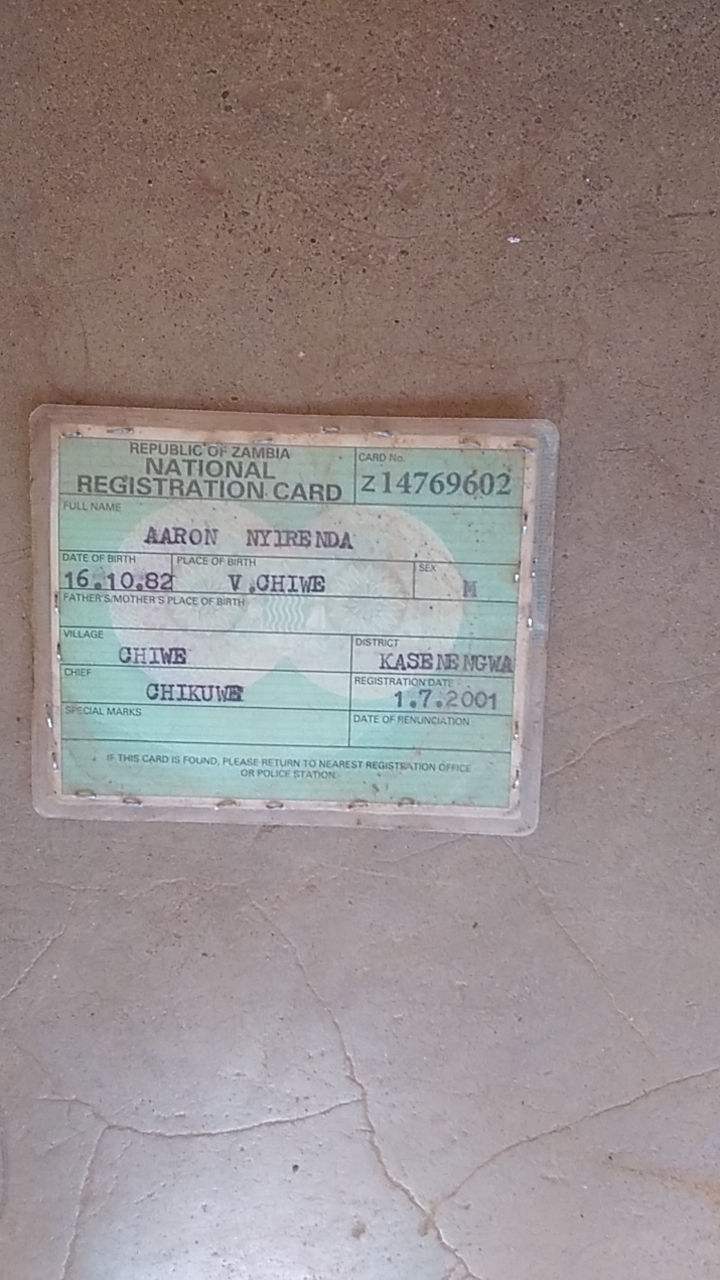 REPUBLIC OF ZAMBIA
NATIONAL
REGISTRATION CARD
CARD No.
Z14769602
FULL NAME
AARON NYIRENDA
DATE OF BIRTH
16.10.82
PLACE OF BIRTH
V.CHIWE
SEX
M
FATHER'S/MOTHER'S PLACE OF BIRTH
VILLAGE
CHIWE
DISTRICT
KASENENGWA
CHIEF
CHIKUWE
REGISTRATION DATE
1.7.2001
SPECIAL MARKS
DATE OF RENUNCIATION
IF THIS CARD IS FOUND, PLEASE RETURN TO NEAREST REGISTRATION OFFICE
OR POLICE STATION.